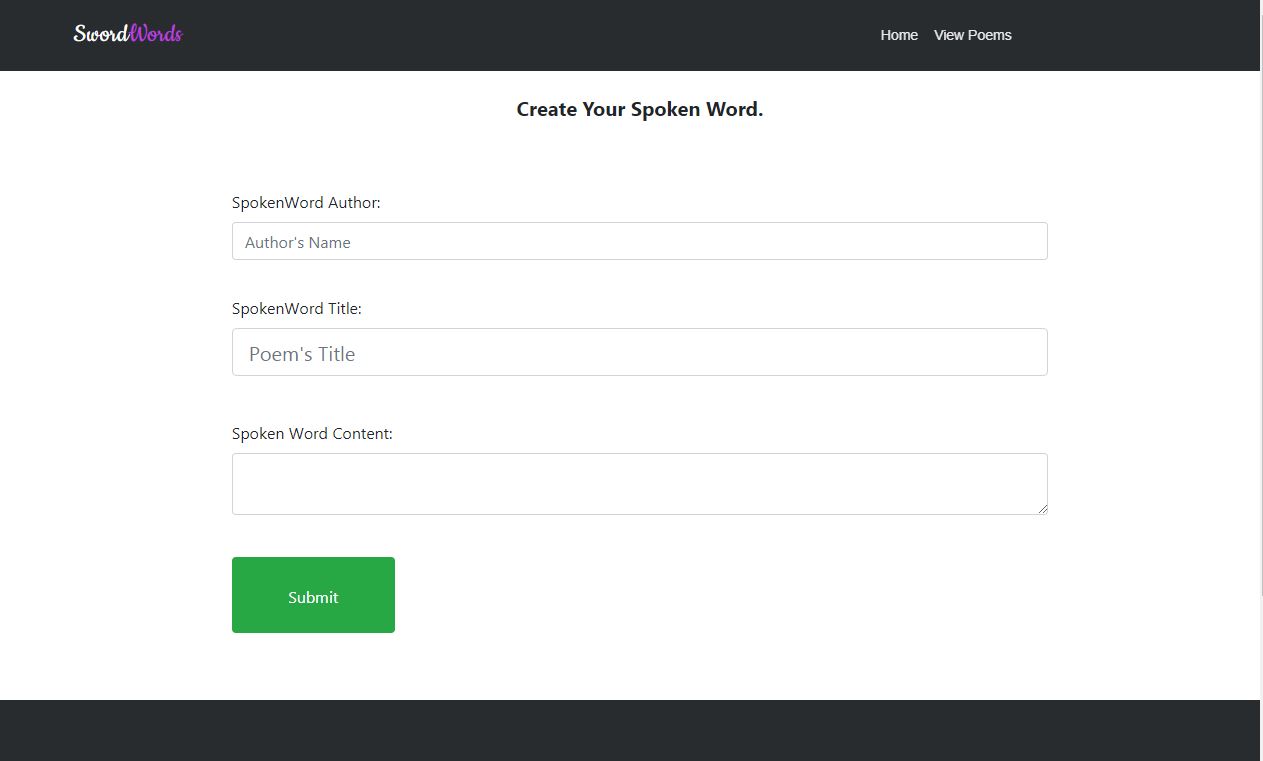 SwordWords
Home View Poems
Create Your Spoken Word.
SpokenWord Author:
Author's Name
SpokenWord Title:
Poem's Title
Spoken Word Content:
Submit